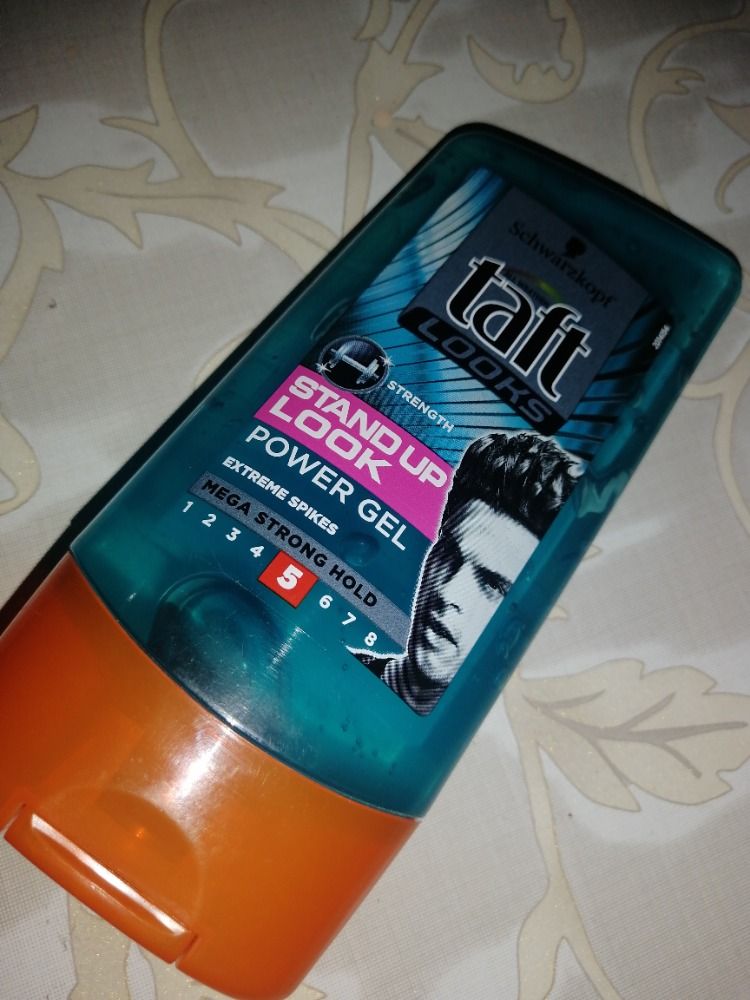 Schwarzkopf
taft
LOOKS
STRENGTH
STAND UP
LOOK
POWER GEL
EXTREME SPIKES
MEGA STRONG HOLD
1 2 3 4 5 6 7 8